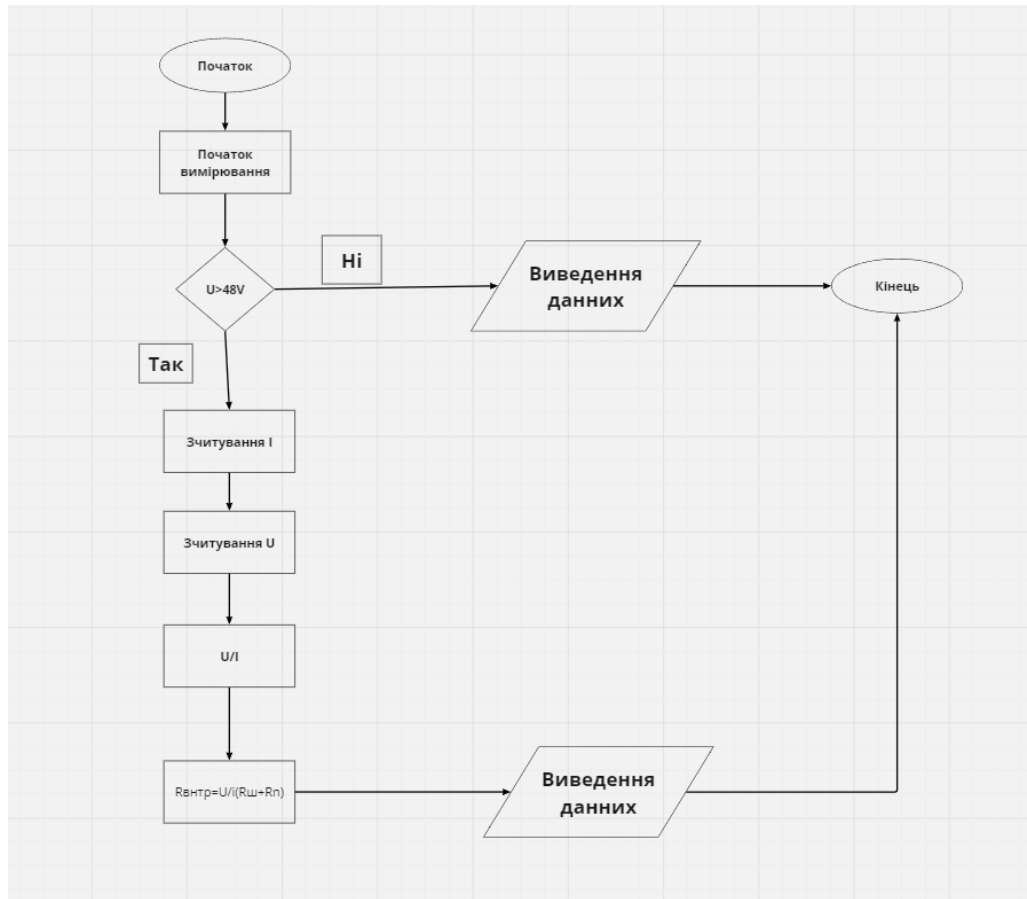 Початок
Початок
вимірювання
U>48V
Ні
Виведення
данних
Кінець
Так
Зчитування I
Зчитування U
U/I
Rвнтр=U/i(Rш+Rn)
Виведення
данних